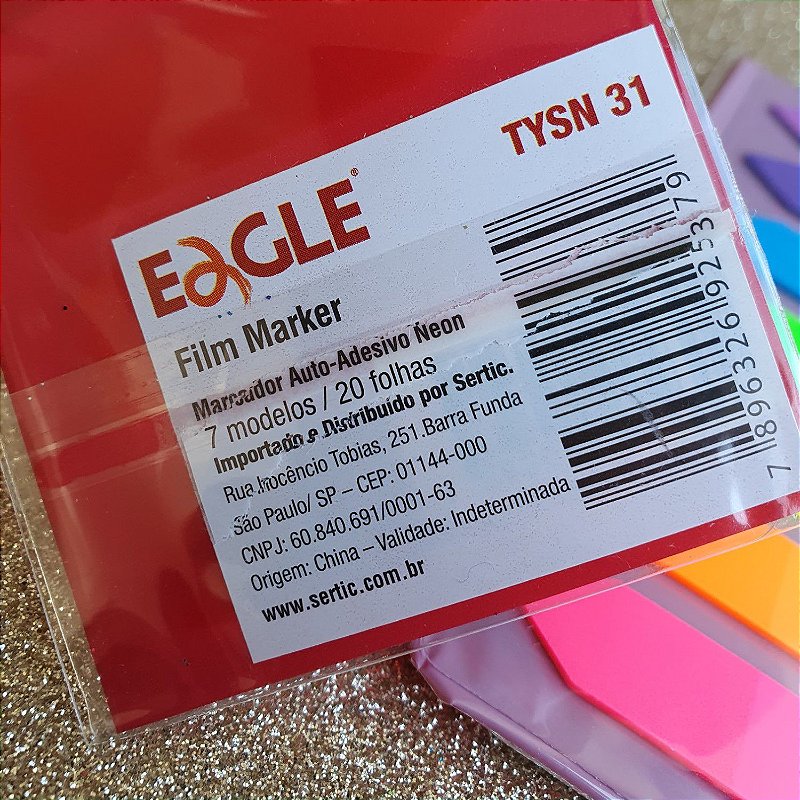 TYSN 31
EAGLE®
Film Marker
Marcador Auto-Adesivo Neon
7 modelos / 20 folhas
Importado e Distribuído por Sertic.
Rua Inocêncio Tobias, 251.Barra Funda
São Paulo/ SP – CEP: 01144-000
CNPJ: 60.840.691/0001-63
Origem: China – Validade: Indeterminada
www.sertic.com.br
7 896326 925379